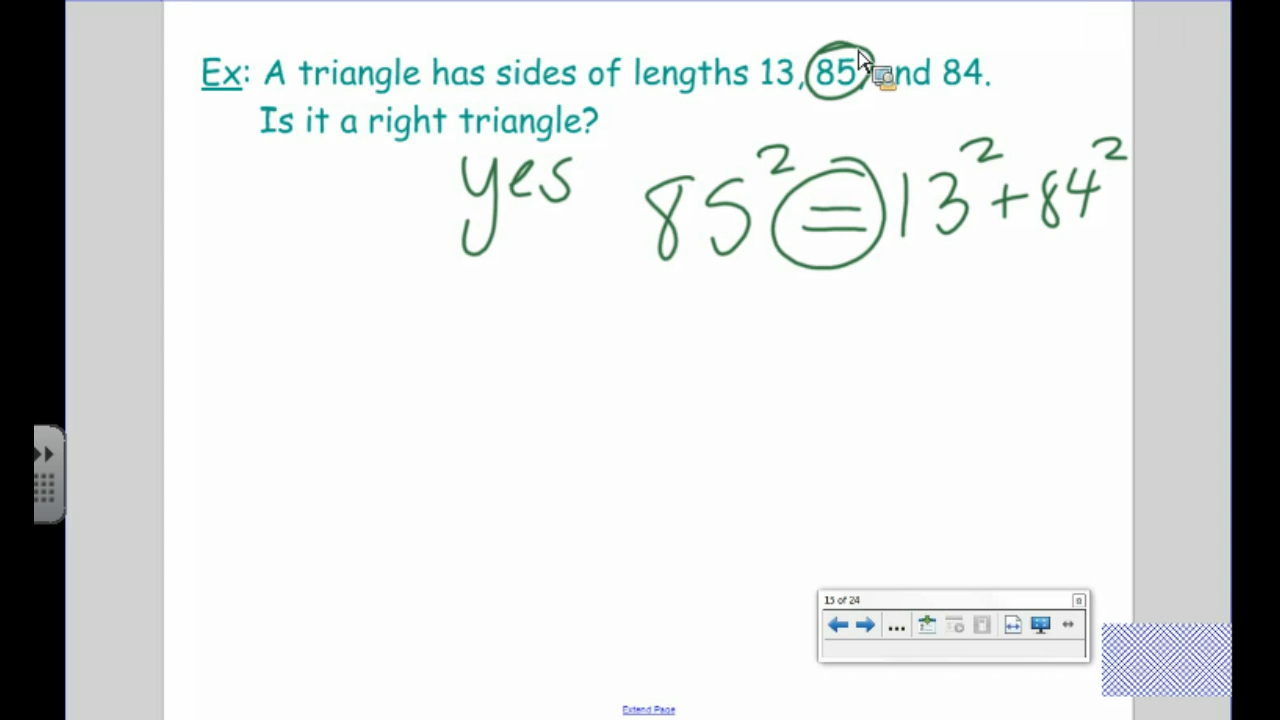 Ex: A triangle has sides of lengths 13, 85, and 84.
Is it a right triangle?
yes 85² = 13² + 84²
15 of 24
Extend Page